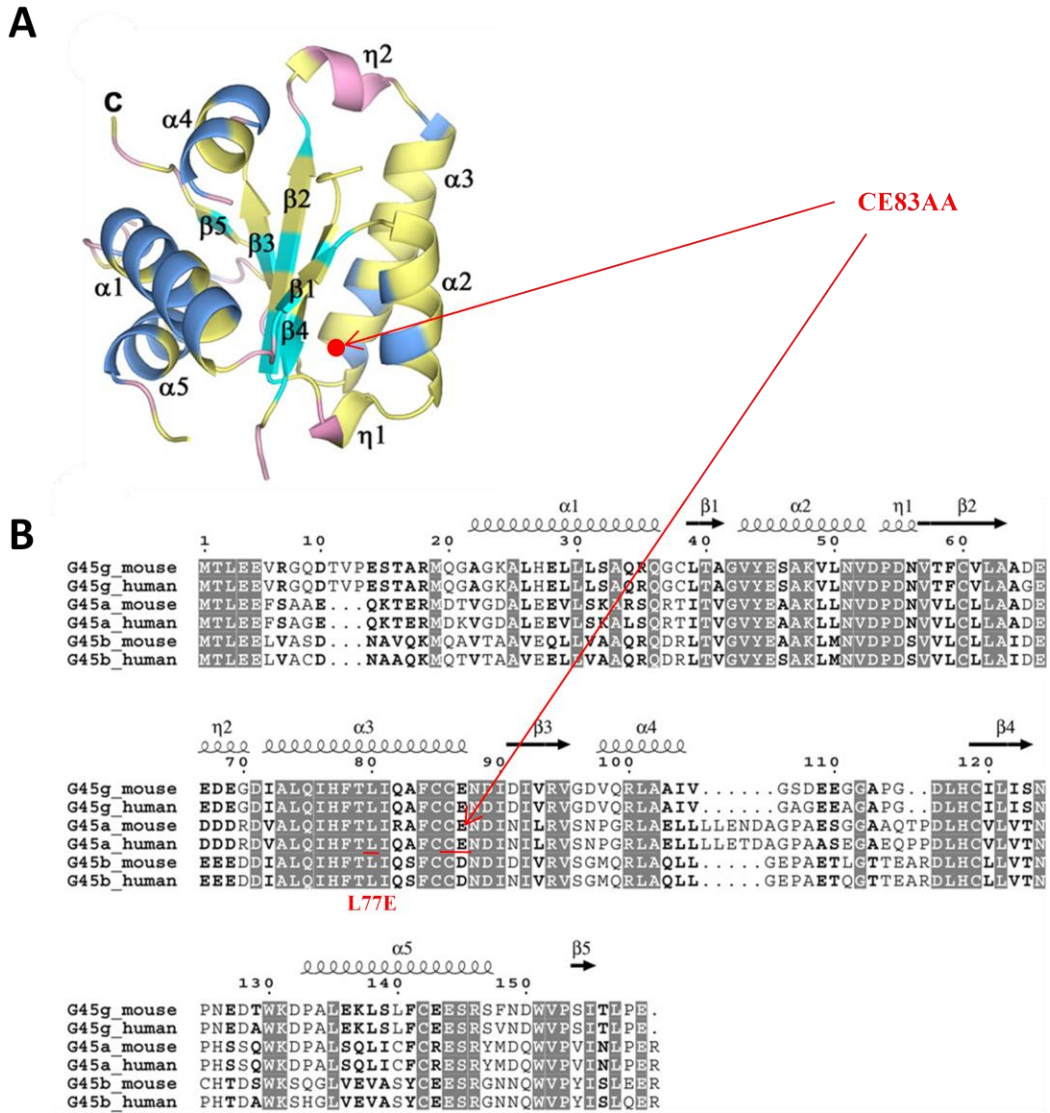 A
C
α4
η2
α3
β2
β5
β3
α1
α2
β1
β4
α5
η1
CE83AA
B
α1 β1 α2 η1 β2
1 10 20 30 40 50 60
G45g_mouse MTLEEVRGQDTVPESTARMQGAGKALHELLLSAQRQGCLTAGVYESAKVLNVDPDNVTFCVLAADE
G45g_human MTLEEVRGQDTVPESTARMQGAGKALHELLLSAQRQGCLTAGVYESAKVLNVDPDNVTFCVLAAGE
G45a_mouse MTLEEFSAAE...QKTERMDTVGDALEEVLSKARSQRTITVGVYEAAKLLNVDPDNVVLCLLAADE
G45a_human MTLEEFSAGE...QKTERMDKVGDALEEVLSKALSQRTITVGVYEAAKLLNVDPDNVVLCLLAADE
G45b_mouse MTLEELVASD...NAVQKMQAVTAAVEQLLVAAQRQDRLTVGVYESAKLMNVDPDSVVLCLLAIDE
G45b_human MTLEELVACD...NAAQKMQTVTAAVEELLVAAQRQDRLTVGVYESAKLMNVDPDSVVLCLLAIDE
η2 α3 β3 α4 β4
70 80 90 100 110 120
G45g_mouse EDEGDIALQIHFTLIQAFCCENDIDIVRVGDVQRLAAIV......GSDEEGGAPG..DLHCILISN
G45g_human EDEGDIALQIHFTLIQAFCCENDIDIVRVGDVQRLAAIV......GAGEEAGAPG..DLHCILISN
G45a_mouse DDDRDVALQIHFTLIRAFCCENDINILRVSNPGRLAELLLLENDAGPAESGGAAQTPDLHCVLVTN
G45a_human DDDRDVALQIHFTLIQAFCCENDINILRVSNPGRLAELLLLETDAGPAASEGAEQPPDLHCVLVTN
G45b_mouse EEEDDIALQIHFTLIQSFCCDNDIDIVRVSGMQRLAQLL......GEPAETLGTTEARDLHCLLVTN
G45b_human EEEDDIALQIHFTLIQSFCCDNDINIVRVSGMQRLAQLL......GEPAETQGTTEARDLHCLLVTN
L77E
α5 β5
130 140 150
G45g_mouse PNEDTWKDPALEKLSLFCEESRSFNDWVPSITLPE.
G45g_human PNEDAWKDPALEKLSLFCEESRSVNDWVPSITLPE.
G45a_mouse PHSSQWKDPALSQLICFCRESRYMDQWVPVINLPER
G45a_human PHSSQWKDPALSQLICFCRESRYMDQWVPVINLPER
G45b_mouse CHTDSWKSQGLVEVASYCEESRGNNQWVPYISLEER
G45b_human PHTDAWKSHGLVEVASYCEESRGNNQWVPYISLQER